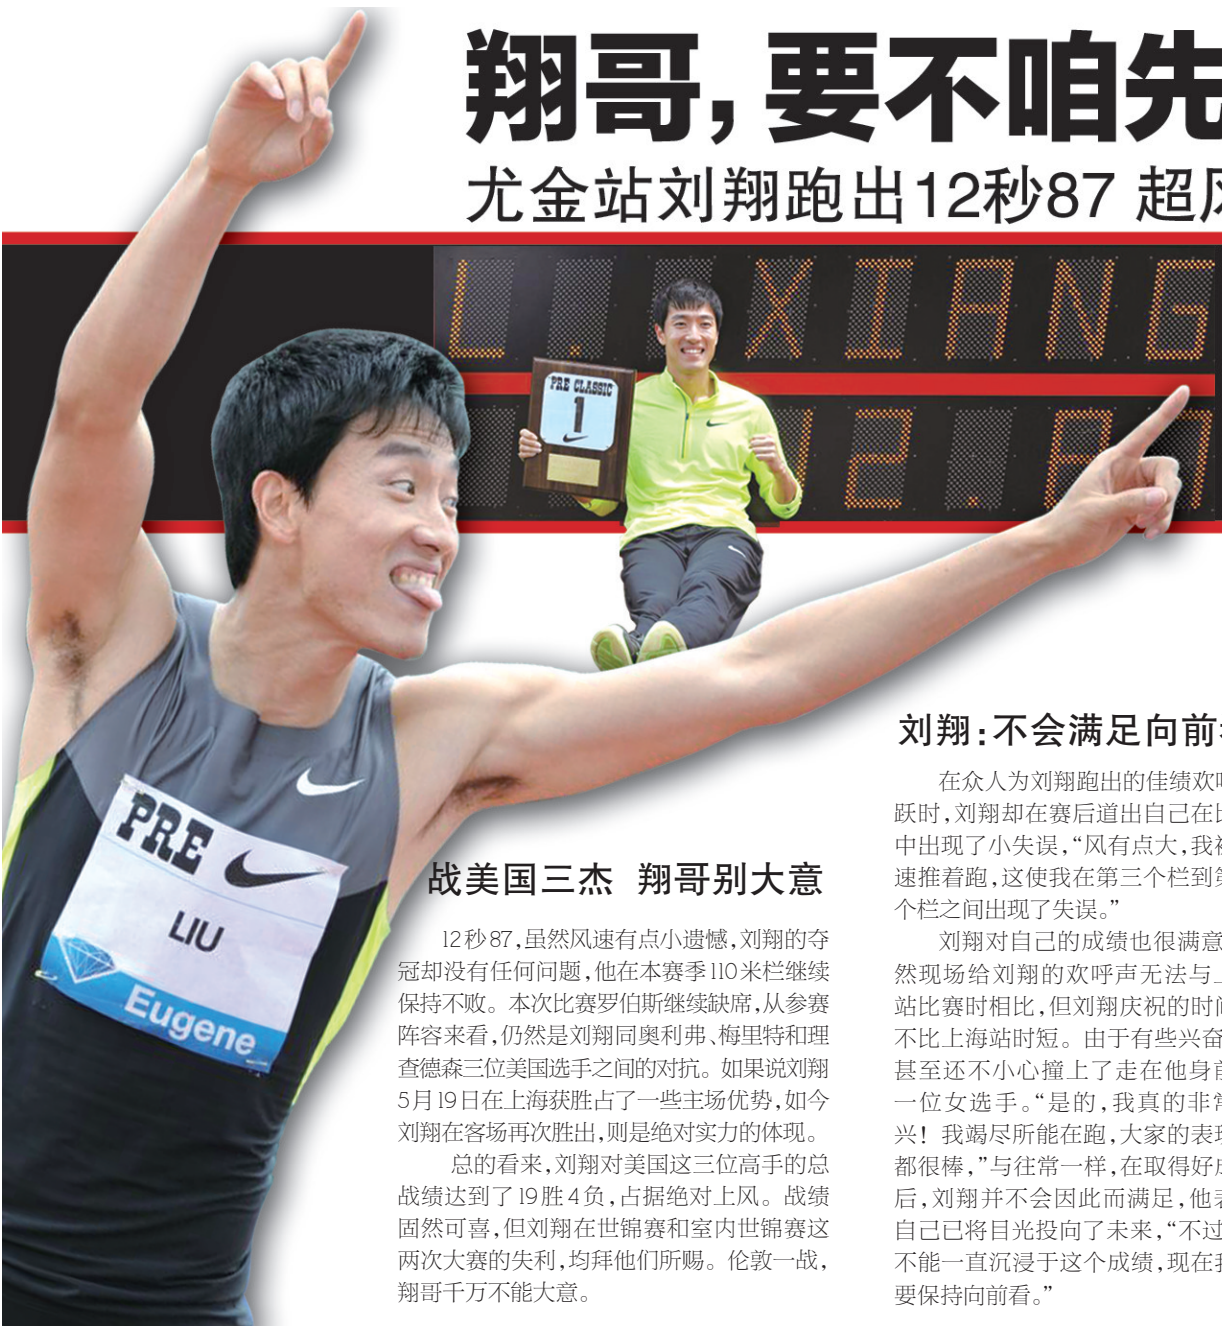 翔哥，要不咱先
尤金站刘翔跑出12秒87 超风
L. XIANG
12.87
PRE CLASSIC
1
PRE
LIU
Eugene
战美国三杰 翔哥别大意
12秒87，虽然风速有点小遗憾，刘翔的夺
冠却没有任何问题，他在本赛季110米栏继续
保持不败。本次比赛罗伯斯继续缺席，从参赛
阵容来看，仍然是刘翔同奥利弗、梅里特和理
查德森三位美国选手之间的对抗。如果说刘翔
5月19日在上海获胜占了一些主场优势，如今
刘翔在客场再次胜出，则是绝对实力的体现。
总的看来，刘翔对美国这三位高手的总
战绩达到了19胜4负，占据绝对上风。战绩
固然可喜，但刘翔在世锦赛和室内世锦赛这
两次大赛的失利，均拜他们所赐。伦敦一战，
翔哥千万不能大意。
刘翔：不会满足向前
在众人为刘翔跑出的佳绩欢
跃时，刘翔却在赛后道出自己在比
中出现了小失误，“风有点大，我被
速推着跑，这使我在第三个栏到第
个栏之间出现了失误。”
刘翔对自己的成绩也很满意
然现场给刘翔的欢呼声无法与上
站比赛时相比，但刘翔庆祝的时间
不比上海站时短。由于有些兴奋
甚至还不小心撞上了走在他身前
一位女选手。“是的，我真的非常
兴！我竭尽所能在跑，大家的表现
都很棒，”与往常一样，在取得好成
后，刘翔并不会因此而满足，他表
自己已将目光投向了未来，“不过
不能一直沉浸于这个成绩，现在我
要保持向前看。”